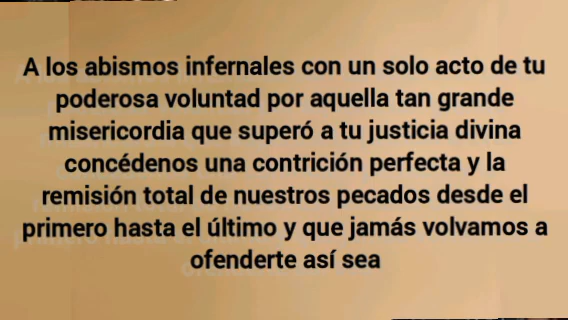 A los abismos infernales con un solo acto de tu
poderosa voluntad por aquella tan grande
misericordia que superó a tu justicia divina
concédenos una contrición perfecta y la
remisión total de nuestros pecados desde el
primero hasta el último y que jamás volvamos a
ofenderte así sea